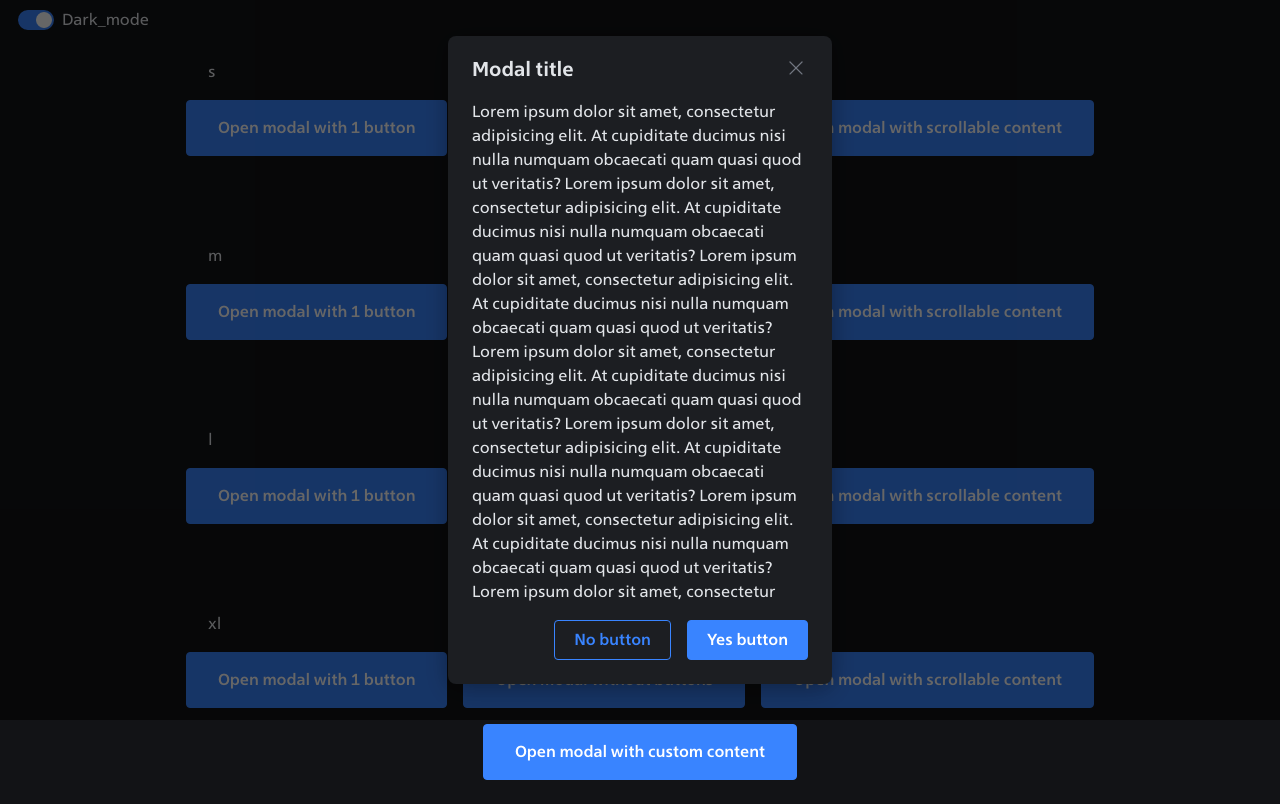 Dark_mode
s
Open modal with 1 button
modal with scrollable content
m
Open modal with 1 button
modal with scrollable content
l
Open modal with 1 button
modal with scrollable content
xl
Open modal with 1 button
Open modal without buttons
Open modal with scrollable content
Modal title
Lorem ipsum dolor sit amet, consectetur
adipisicing elit. At cupiditate ducimus nisi
nulla numquam obcaecati quam quasi quod
ut veritatis? Lorem ipsum dolor sit amet,
consectetur adipisicing elit. At cupiditate
ducimus nisi nulla numquam obcaecati
quam quasi quod ut veritatis? Lorem ipsum
dolor sit amet, consectetur adipisicing elit.
At cupiditate ducimus nisi nulla numquam
obcaecati quam quasi quod ut veritatis?
Lorem ipsum dolor sit amet, consectetur
adipisicing elit. At cupiditate ducimus nisi
nulla numquam obcaecati quam quasi quod
ut veritatis? Lorem ipsum dolor sit amet,
consectetur adipisicing elit. At cupiditate
ducimus nisi nulla numquam obcaecati
quam quasi quod ut veritatis? Lorem ipsum
dolor sit amet, consectetur adipisicing elit.
At cupiditate ducimus nisi nulla numquam
obcaecati quam quasi quod ut veritatis?
Lorem ipsum dolor sit amet, consectetur
No button
Yes button
Open modal with custom content